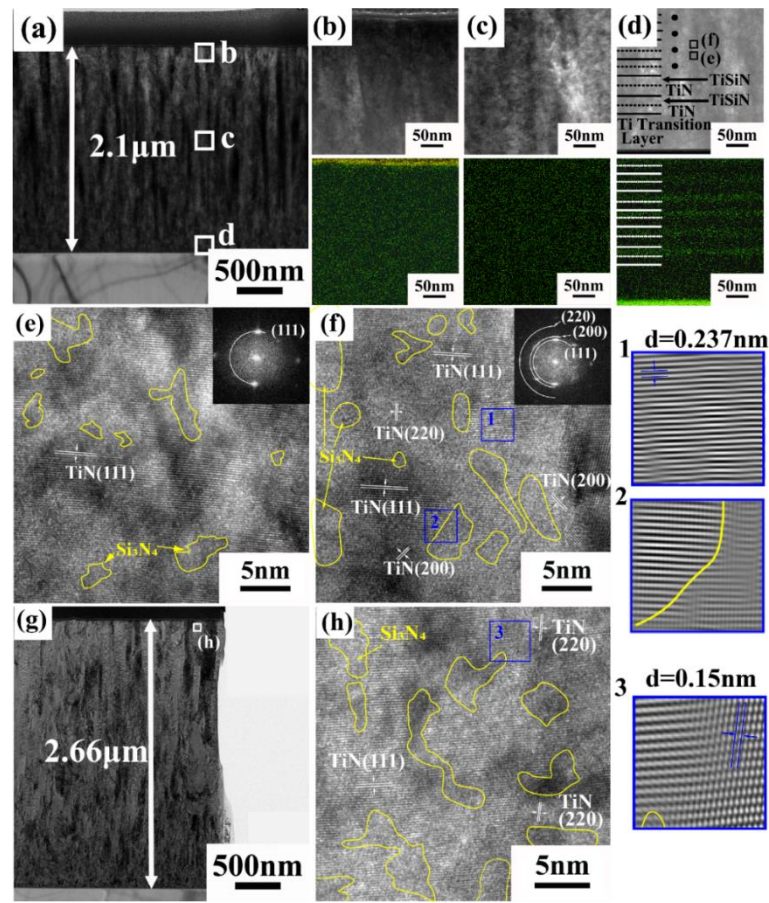 (a)
b
c
2.1μm
d
500nm
(b)
50nm
50nm
(c)
50nm
50nm
(d)
(f)
(e)
TiSiN
TiN
TiSiN
TiN
Ti Transition
Layer
50nm
50nm
(e)
(111)
TiN(111)
Si₃N₄
5nm
(f)
(220)
(200)
(111)
TiN(111)
1
TiN(220)
Si₃N₄
TiN(200)
TiN(111)
2
TiN(200)
5nm
1
d=0.237nm
2
(g)
(h)
2.66μm
500nm
(h)
Si₃N₄
3
TiN
(220)
TiN(111)
TiN
(220)
5nm
3
d=0.15nm